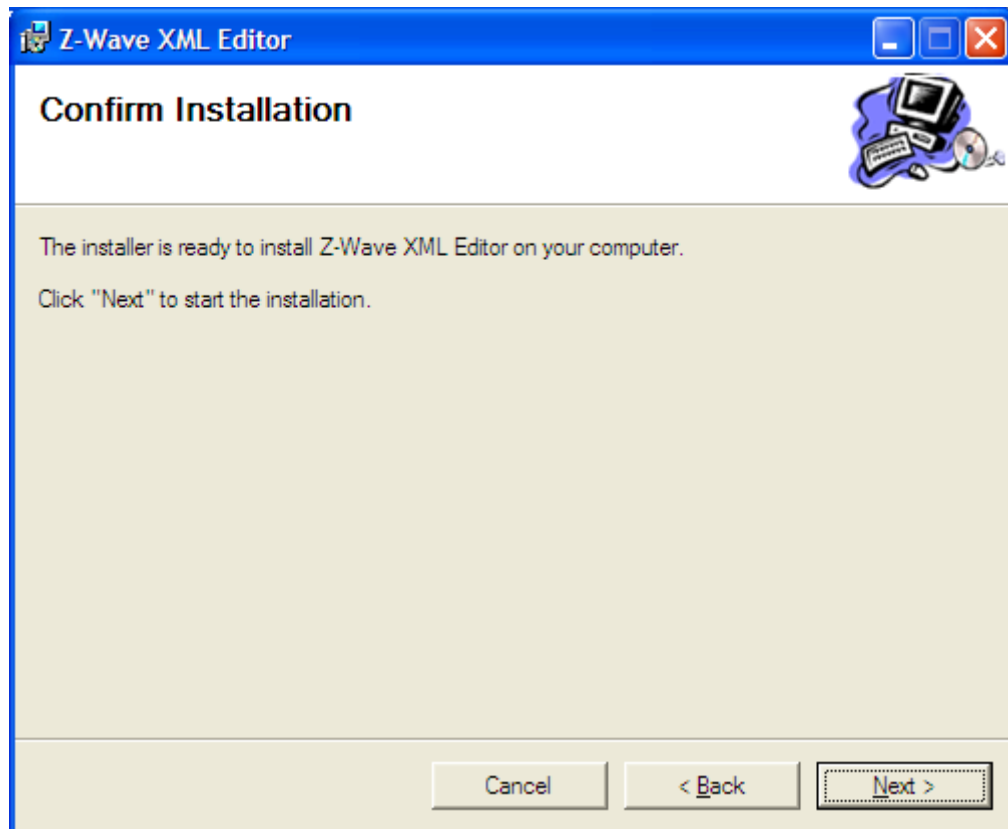 Z-Wave XML Editor
Confirm Installation
The installer is ready to install Z-Wave XML Editor on your computer.
Click "Next" to start the installation.
Cancel
< Back
Next >